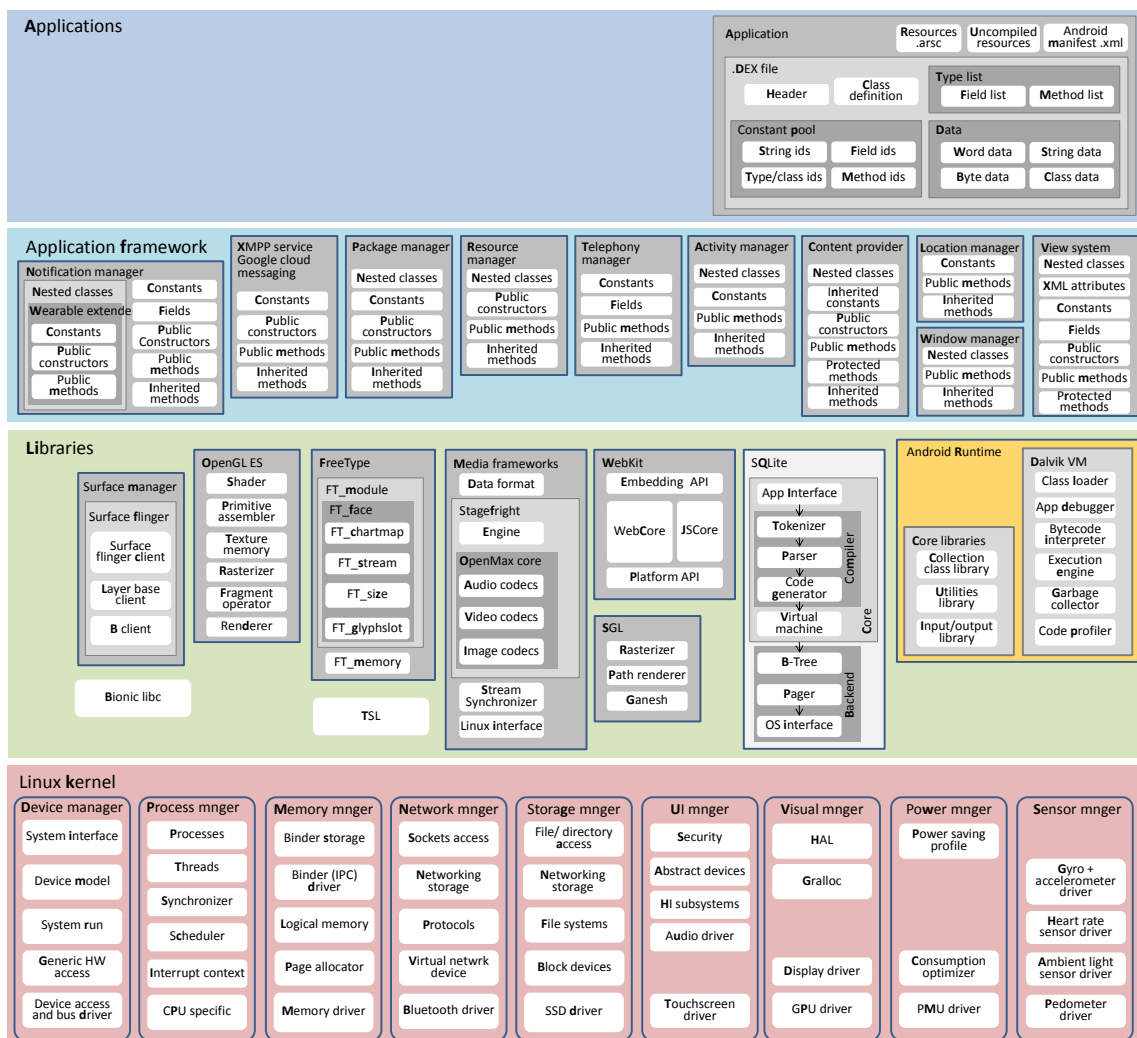 Applications
Application
Resources
.arsc
Uncompiled
resources
Android
manifest .xml
.DEX file
Header
Class
definition
Type list
Field list
Method list
Constant pool
String ids
Field ids
Type/class ids
Method ids
Data
Word data
String data
Byte data
Class data
Application framework
Notification manager
Nested classes
Wearable extende
Constants
Public
constructors
Public
methods
Constants
Fields
Public
Constructors
Public
methods
Inherited
methods
XMPP service
Google cloud
messaging
Constants
Public
constructors
Public methods
Inherited
methods
Package manager
Nested classes
Constants
Public
constructors
Public methods
Inherited
methods
Resource
manager
Nested classes
Public
constructors
Public methods
Inherited
methods
Telephony
manager
Constants
Fields
Public methods
Inherited
methods
Activity manager
Nested classes
Constants
Public methods
Inherited
methods
Content provider
Nested classes
Inherited
constants
Public
constructors
Public methods
Protected
methods
Inherited
methods
Location manager
Constants
Public methods
Inherited
methods
Window manager
Nested classes
Public methods
Inherited
methods
View system
Nested classes
XML attributes
Constants
Fields
Public
constructors
Public methods
Protected
methods
Libraries
Surface manager
Surface flinger
Surface
flinger client
Layer base
client
B client
Bionic libc
OpenGL ES
Shader
Primitive
assembler
Texture
memory
Rasterizer
Fragment
operator
Renderer
FreeType
FT_module
FT_face
FT_chartmap
FT_stream
FT_size
FT_glyphslot
FT_memory
TSL
Media frameworks
Data format
Stagefright
Engine
OpenMax core
Audio codecs
Video codecs
Image codecs
Stream
Synchronizer
Linux interface
WebKit
Embedding API
WebCore
JSCore
Platform API
SGL
Rasterizer
Path renderer
Ganesh
SQLite
App Interface
Tokenizer
Parser
Code
generator
Compiler
Virtual
machine
Core
B-Tree
Pager
OS interface
Backend
Android Runtime
Core libraries
Collection
class library
Utilities
library
Input/output
library
Dalvik VM
Class loader
App debugger
Bytecode
interpreter
Execution
engine
Garbage
collector
Code profiler
Linux kernel
Device manager
System interface
Device model
System run
Generic HW
access
Device access
and bus driver
Process mnger
Processes
Threads
Synchronizer
Scheduler
Interrupt context
CPU specific
Memory mnger
Binder storage
Binder (IPC)
driver
Logical memory
Page allocator
Memory driver
Network mnger
Sockets access
Networking
storage
Protocols
Virtual netwrk
device
Bluetooth driver
Storage mnger
File/ directory
access
Networking
storage
File systems
Block devices
SSD driver
UI mnger
Security
Abstract devices
HI subsystems
Audio driver
Touchscreen
driver
Visual mnger
HAL
Gralloc
Display driver
GPU driver
Power mnger
Power saving
profile
Consumption
optimizer
PMU driver
Sensor mnger
Gyro +
accelerometer
driver
Heart rate
sensor driver
Ambient light
sensor driver
Pedometer
driver